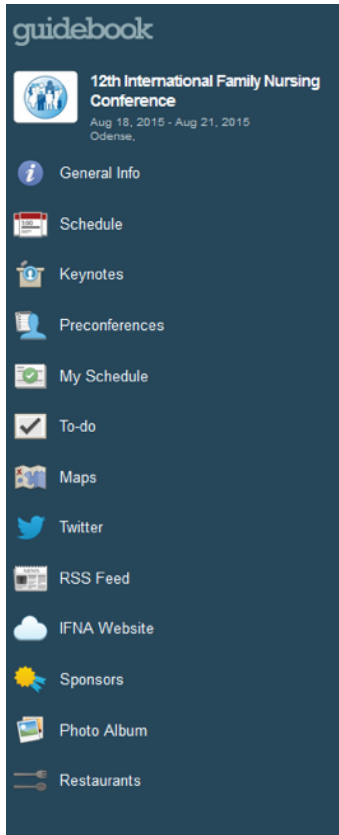 guidebook
12th International Family Nursing
Conference
Aug 18, 2015 - Aug 21, 2015
Odense,
General Info
Schedule
Keynotes
Preconferences
My Schedule
To-do
Maps
Twitter
RSS Feed
IFNA Website
Sponsors
Photo Album
Restaurants